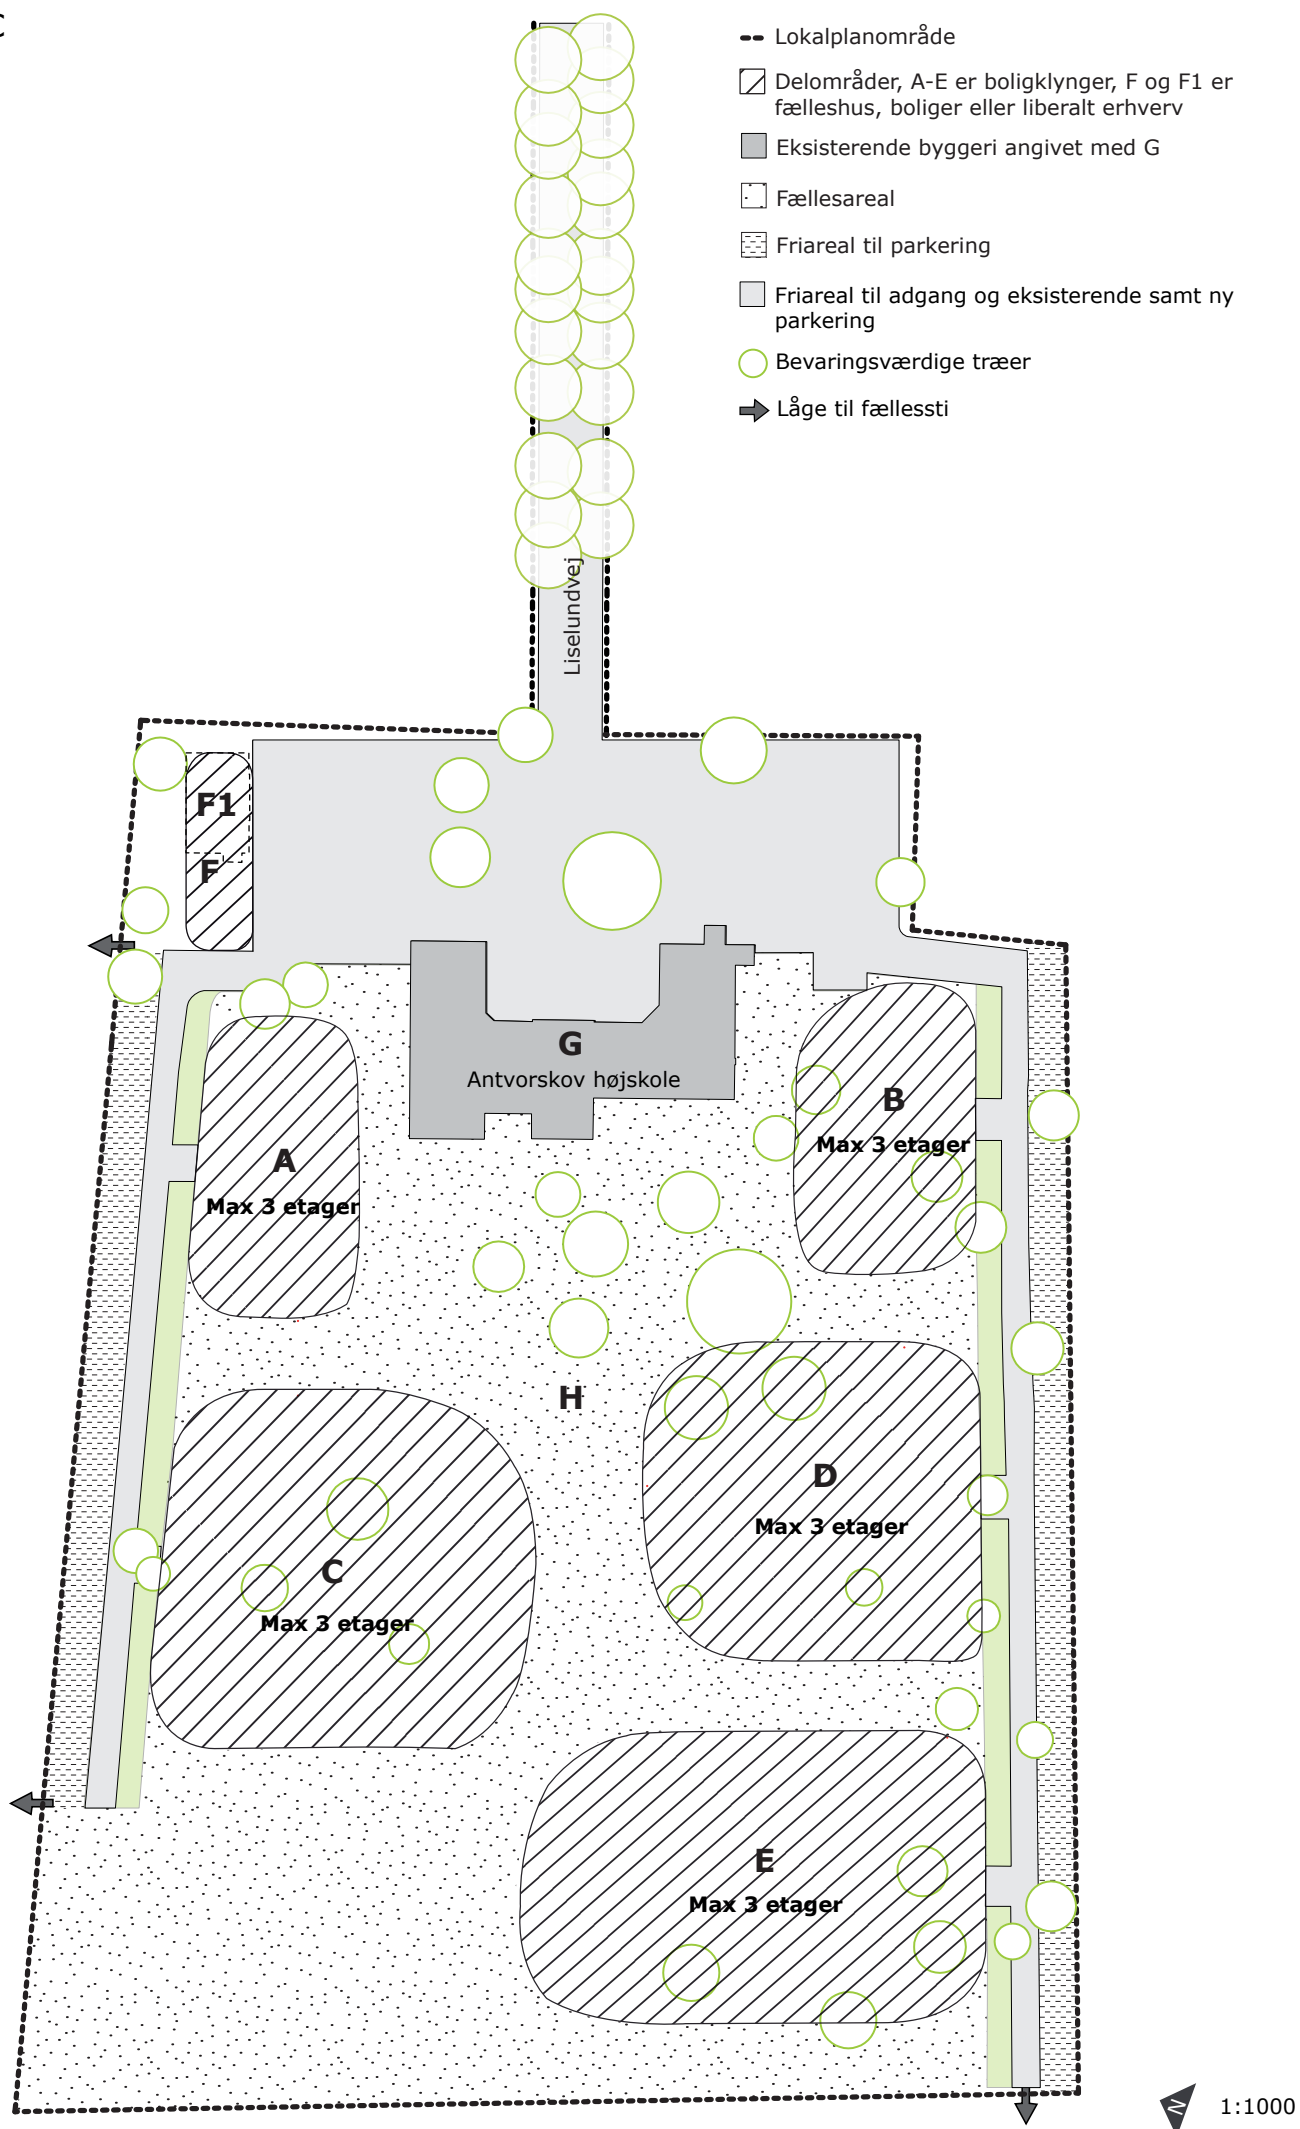 Lokalplanområde
Delområder, A-E er boligklynger, F og F1 er
fælleshus, boliger eller liberalt erhverv
Eksisterende byggeri angivet med G
Fællesareal
Friareal til parkering
Friareal til adgang og eksisterende samt ny
parkering
Bevaringsværdige træer
Låge til fællessti
Liselundvej
F1
F
G
Antvorskov højskole
A
Max 3 etager
B
Max 3 etager
H
C
Max 3 etager
D
Max 3 etager
E
Max 3 etager
N
1:1000